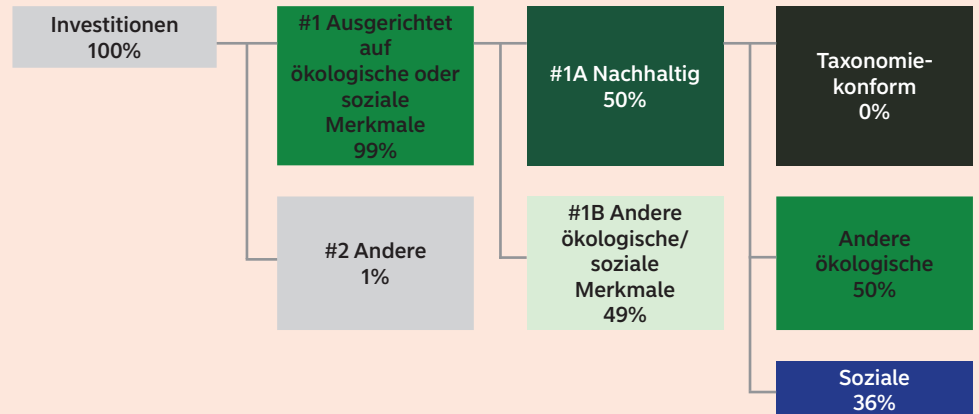 Investitionen
100%
#1 Ausgerichtet
auf
ökologische oder
soziale
Merkmale
99%
#2 Andere
1%
#1A Nachhaltig
50%
#1B Andere
ökologische/
soziale
Merkmale
49%
Taxonomie-
konform
0%
Andere
ökologische
50%
Soziale
36%